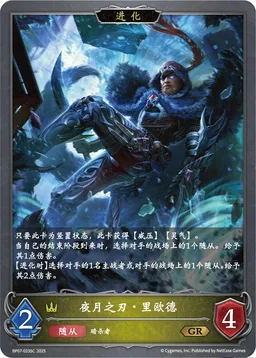 进化
只要此卡为竖置状态，此卡获得【威压】【灵气】。
当自己的结束阶段到来时，选择对手的战场上的1个随从。给予
其1点伤害。
【进化时】选择对手的1名主战者或对手的战场上的1个随从。给予
其2点伤害。
夜月之刃·里欧德
2
随从 暗杀者
GR
4
© Cygames, Inc. Published by NetEase Games